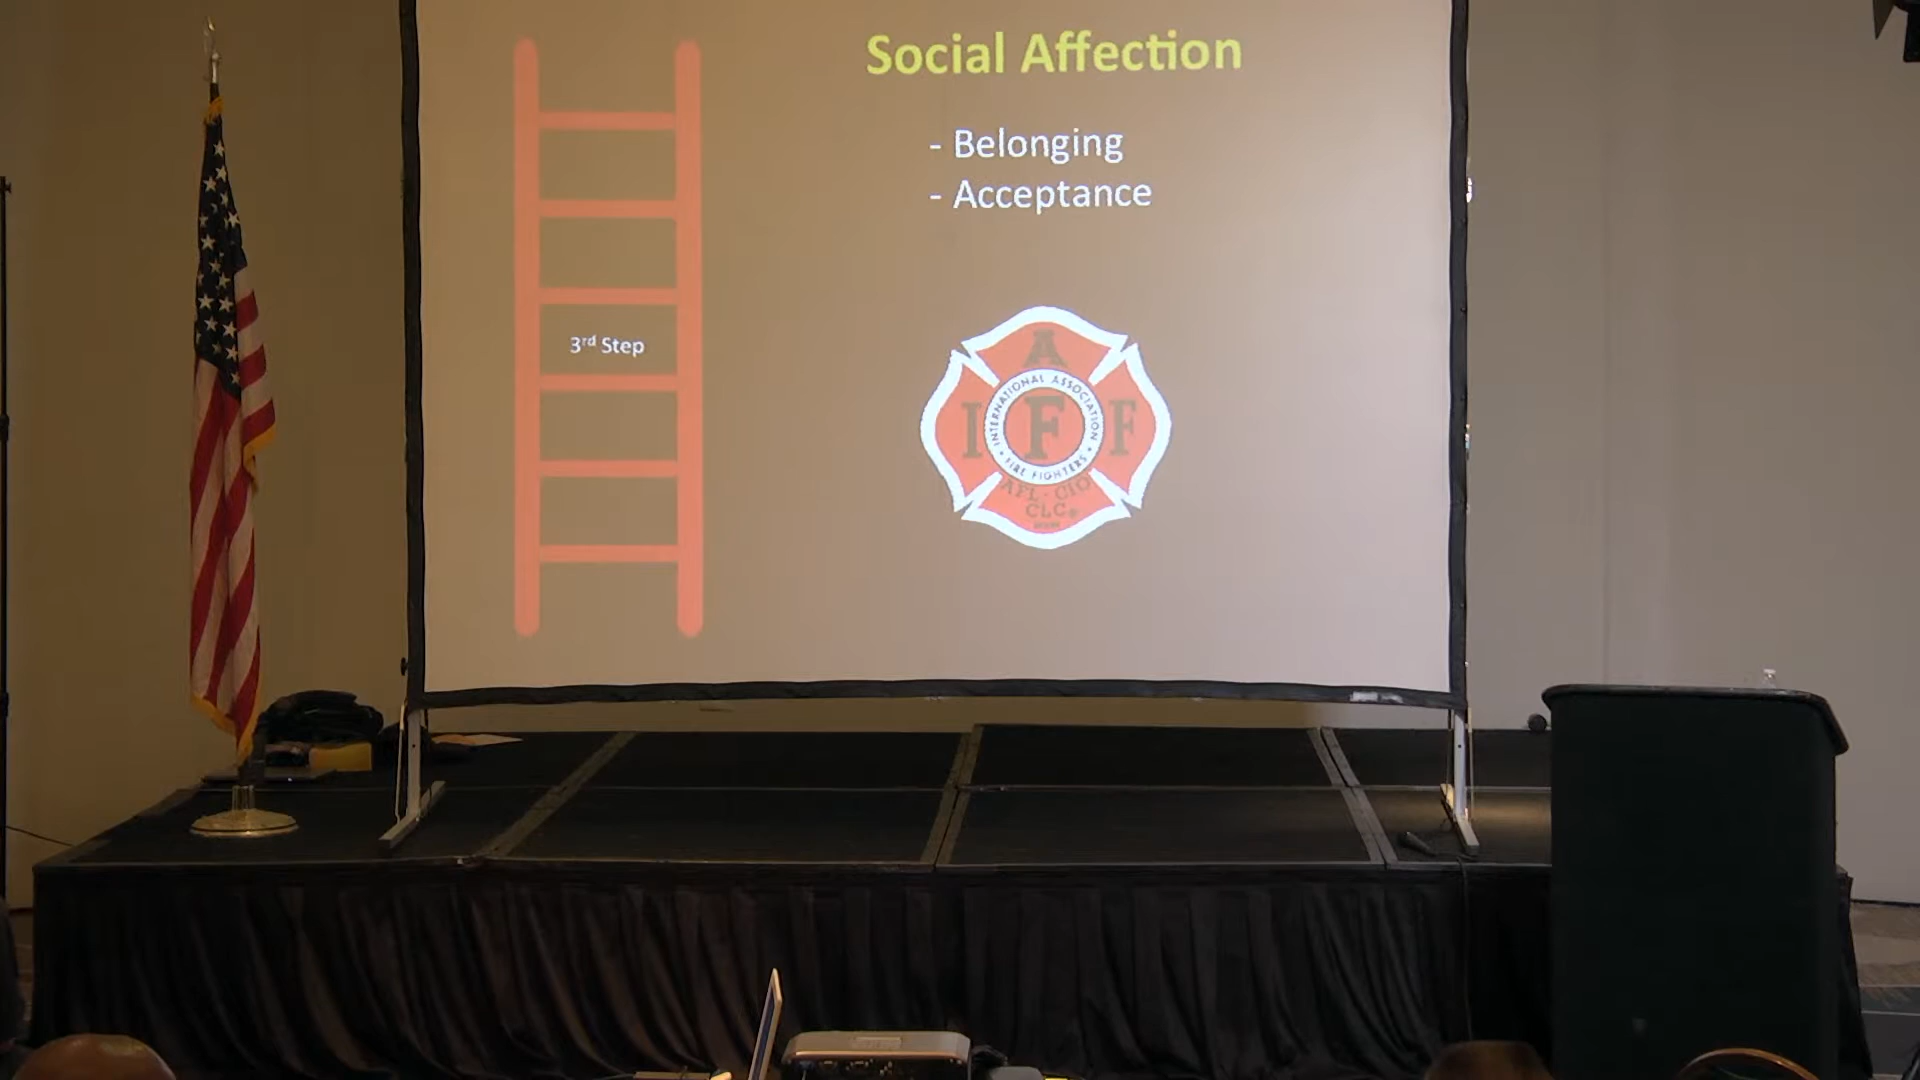 Social Affection
- Belonging
- Acceptance
3rd Step
A
I F F
INTERNATIONAL ASSOCIATION
• FIRE FIGHTERS •
AFL-CIO
CLC